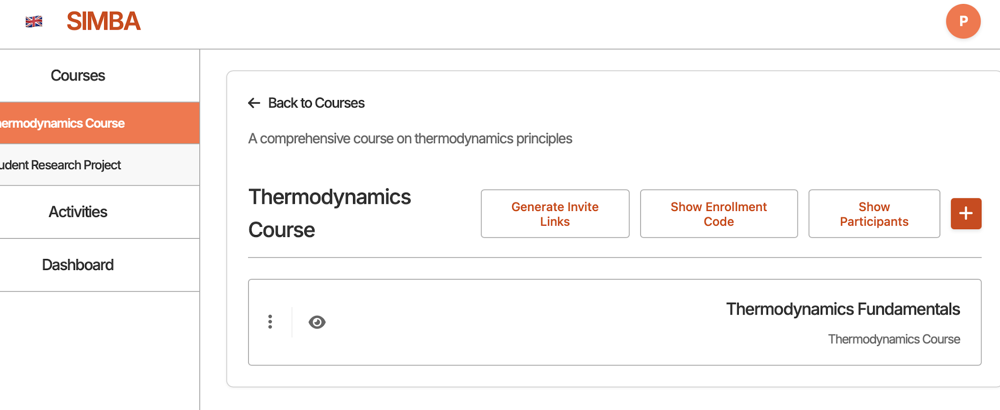 SIMBA
P
Courses
ermodynamics Course
udent Research Project
Activities
Dashboard
Back to Courses
A comprehensive course on thermodynamics principles
Thermodynamics
Course
Generate Invite
Links
Show Enrollment
Code
Show
Participants
Thermodynamics Fundamentals
Thermodynamics Course